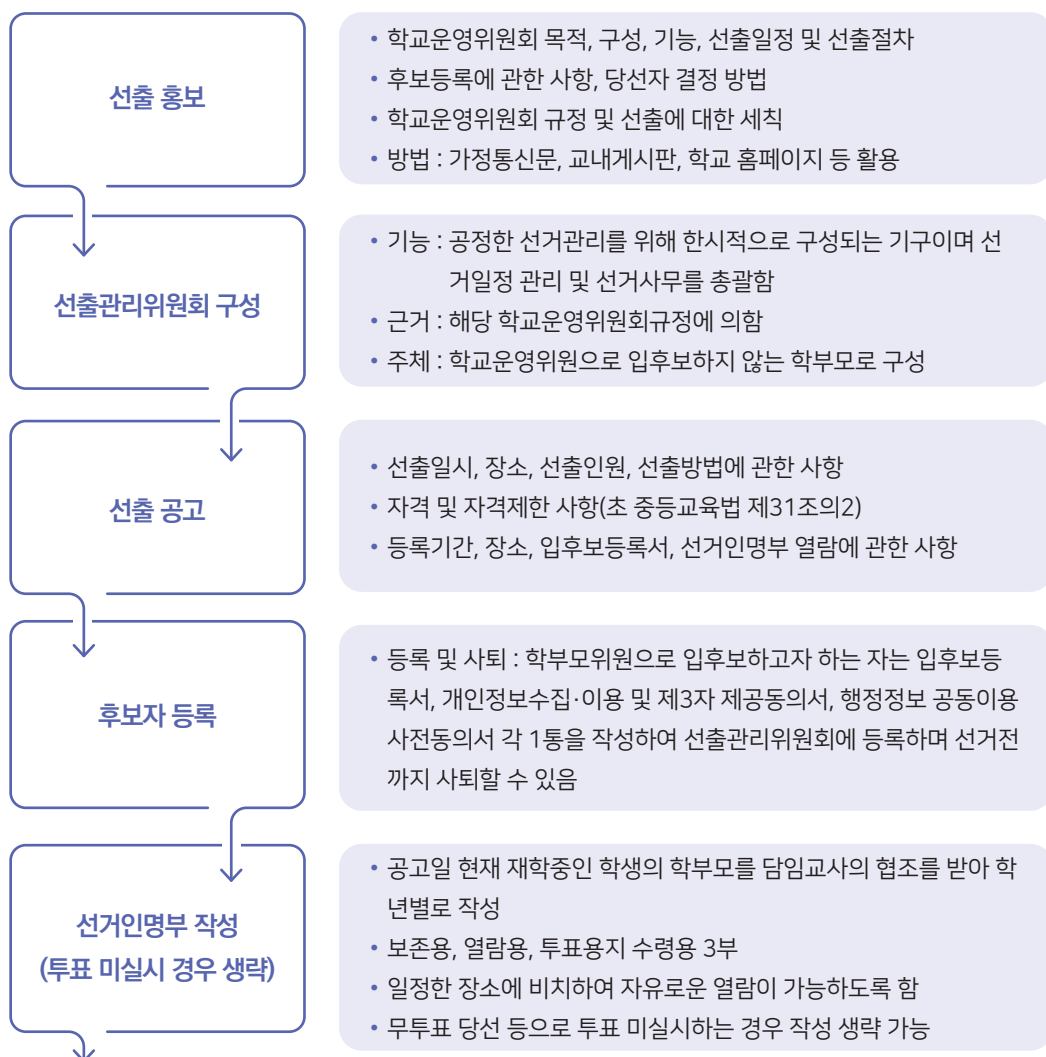 선출 홍보
• 학교운영위원회 목적, 구성, 기능, 선출일정 및 선출절차
• 후보등록에 관한 사항, 당선자 결정 방법
• 학교운영위원회 규정 및 선출에 대한 세칙
• 방법 : 가정통신문, 교내게시판, 학교 홈페이지 등 활용
선출관리위원회 구성
• 기능 : 공정한 선거관리를 위해 한시적으로 구성되는 기구이며 선
거일정 관리 및 선거사무를 총괄함
• 근거 : 해당 학교운영위원회규정에 의함
• 주체 : 학교운영위원으로 입후보하지 않는 학부모로 구성
선출 공고
• 선출일시, 장소, 선출인원, 선출방법에 관한 사항
• 자격 및 자격제한 사항(초 중등교육법 제31조의2)
• 등록기간, 장소, 입후보등록서, 선거인명부 열람에 관한 사항
후보자 등록
• 등록 및 사퇴 : 학부모위원으로 입후보하고자 하는 자는 입후보등
록서, 개인정보수집·이용 및 제3자 제공동의서, 행정정보 공동이용
사전동의서 각 1통을 작성하여 선출관리위원회에 등록하며 선거전
까지 사퇴할 수 있음
선거인명부 작성
(투표 미실시 경우 생략)
• 공고일 현재 재학중인 학생의 학부모를 담임교사의 협조를 받아 학
년별로 작성
• 보존용, 열람용, 투표용지 수령용 3부
• 일정한 장소에 비치하여 자유로운 열람이 가능하도록 함
• 무투표 당선 등으로 투표 미실시하는 경우 작성 생략 가능